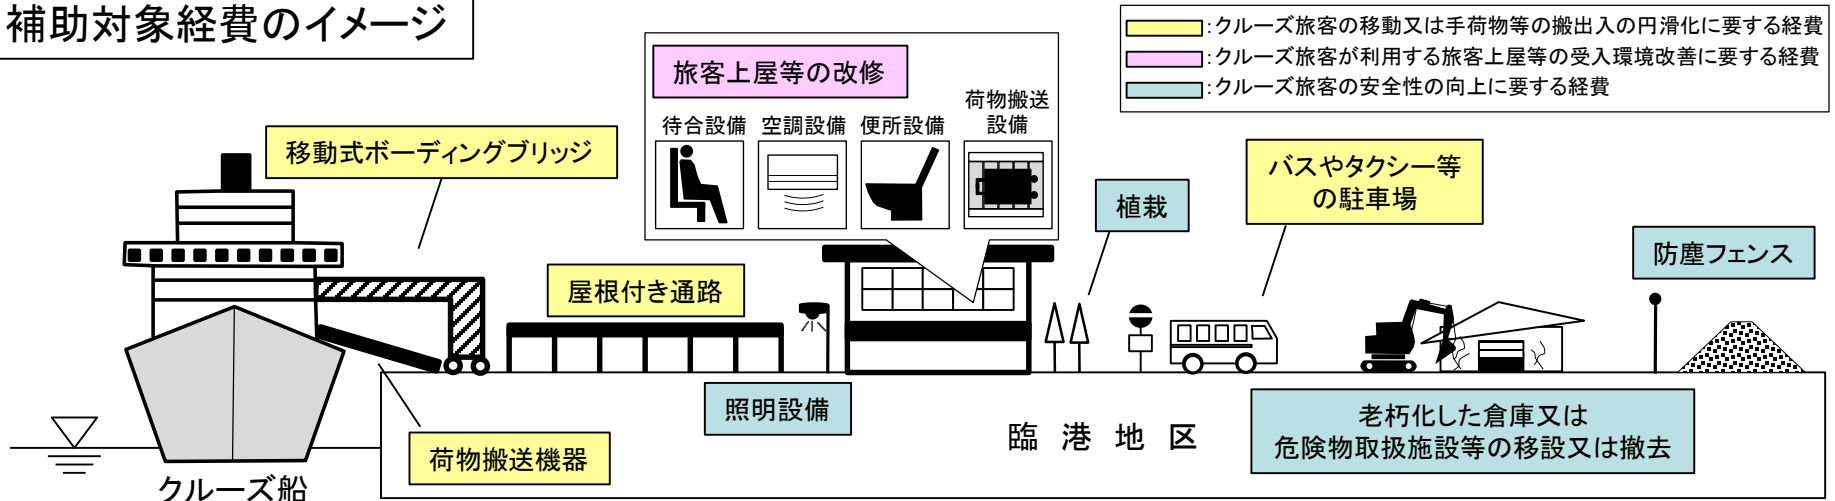 補助対象経費のイメージ
:クルーズ旅客の移動又は手荷物等の搬出入の円滑化に要する経費
:クルーズ旅客が利用する旅客上屋等の受入環境改善に要する経費
:クルーズ旅客の安全性の向上に要する経費
旅客上屋等の改修
待合設備
空調設備
便所設備
荷物搬送
設備
移動式ボーディングブリッジ
屋根付き通路
植栽
バスやタクシー等
の駐車場
防塵フェンス
照明設備
荷物搬送機器
臨港地区
老朽化した倉庫又は
危険物取扱施設等の移設又は撤去
クルーズ船